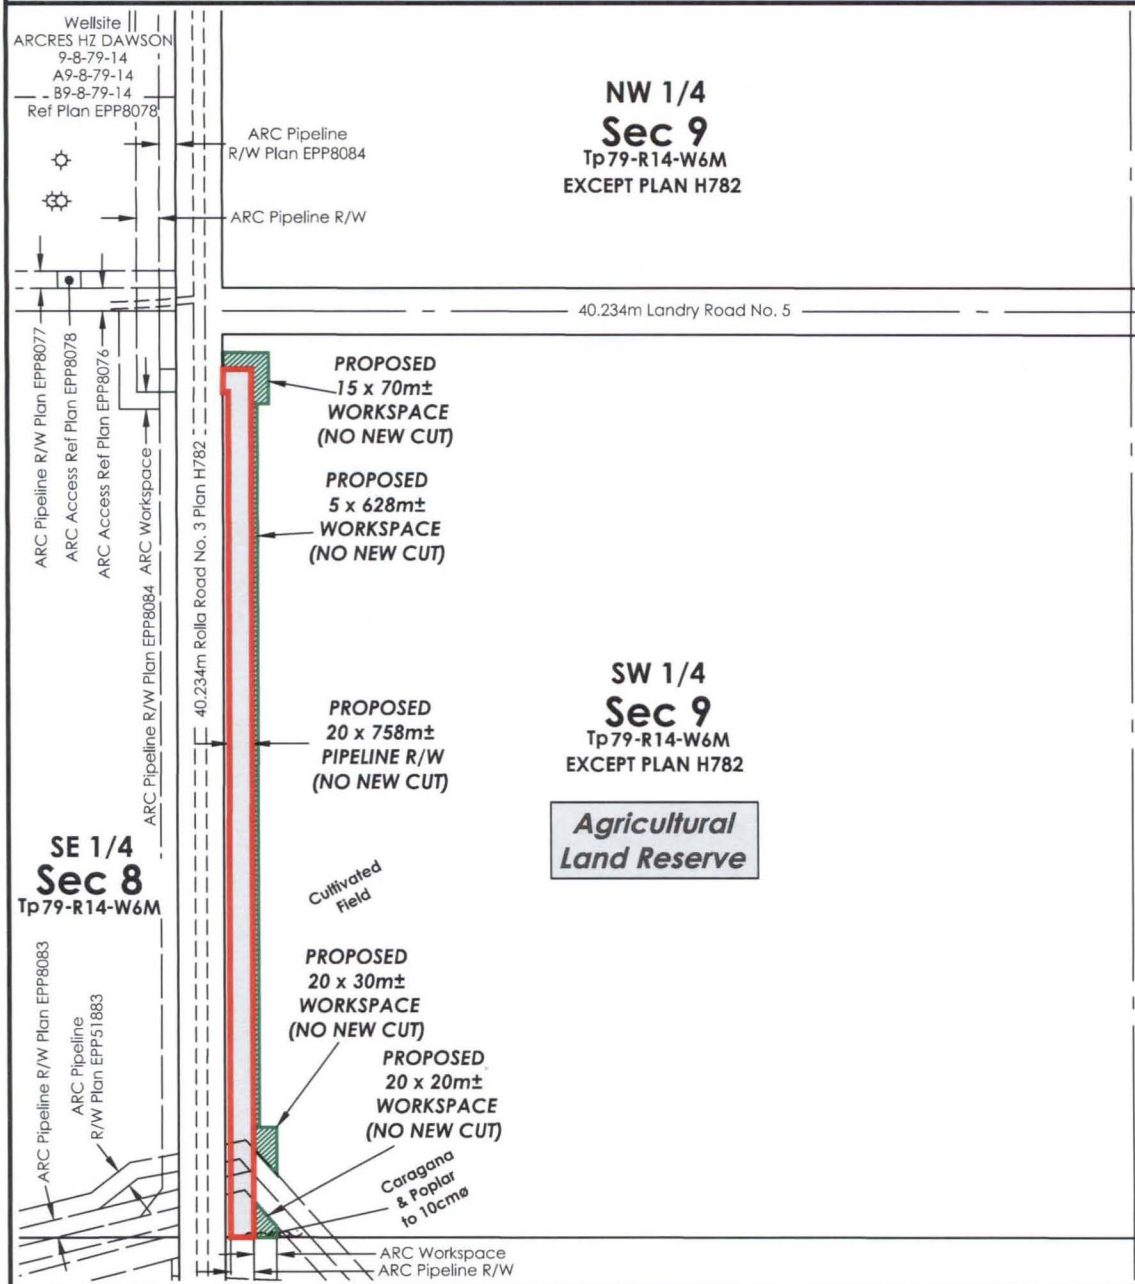 Wellsite
ARCRES HZ DAWSON
9-8-79-14
A9-8-79-14
B9-8-79-14
Ref Plan EPP8078
ARC Pipeline
R/W Plan EPP8084
ARC Pipeline R/W
NW 1/4
Sec 9
Tp79-R14-W6M
EXCEPT PLAN H782
40.234m Landry Road No. 5
ARC Pipeline R/W Plan EPP8077
ARC Access Ref Plan EPP8078
ARC Access Ref Plan EPP8076
ARC Workspace
ARC Pipeline R/W Plan EPP8084
40.234m Rolla Road No. 3 Plan H782
PROPOSED
15 x 70m±
WORKSPACE
(NO NEW CUT)
PROPOSED
5 x 628m±
WORKSPACE
(NO NEW CUT)
PROPOSED
20 x 758m±
PIPELINE R/W
(NO NEW CUT)
SW 1/4
Sec 9
Tp79-R14-W6M
EXCEPT PLAN H782
Agricultural
Land Reserve
SE 1/4
Sec 8
Tp79-R14-W6M
Cultivated
Field
PROPOSED
20 x 30m±
WORKSPACE
(NO NEW CUT)
PROPOSED
20 x 20m±
WORKSPACE
(NO NEW CUT)
ARC Pipeline R/W Plan EPP8083
ARC Pipeline
R/W Plan EPP51883
Caragana
& Poplar
to 10cmø
ARC Workspace
ARC Pipeline R/W